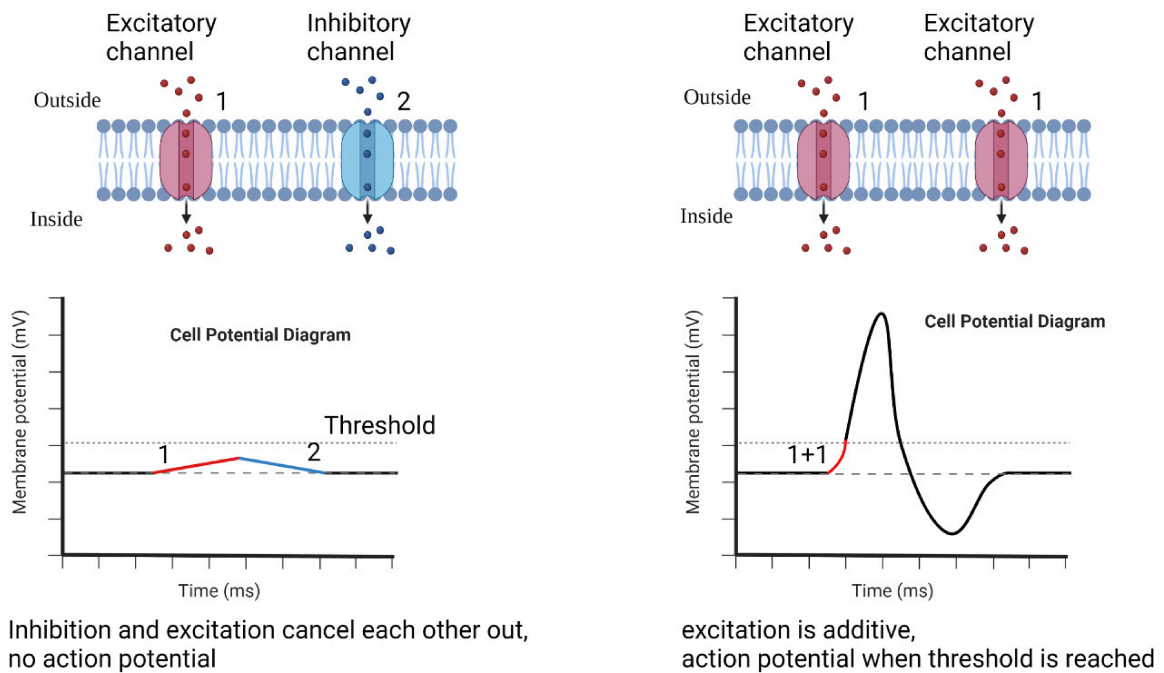 Excitatory
channel
Inhibitory
channel
1
2
Outside
Inside
Membrane potential (mV)
Cell Potential Diagram
Threshold
1
2
Time (ms)
Inhibition and excitation cancel each other out,
no action potential
Excitatory
channel
Excitatory
channel
1
1
Outside
Inside
Membrane potential (mV)
Cell Potential Diagram
1+1
Time (ms)
excitation is additive,
action potential when threshold is reached